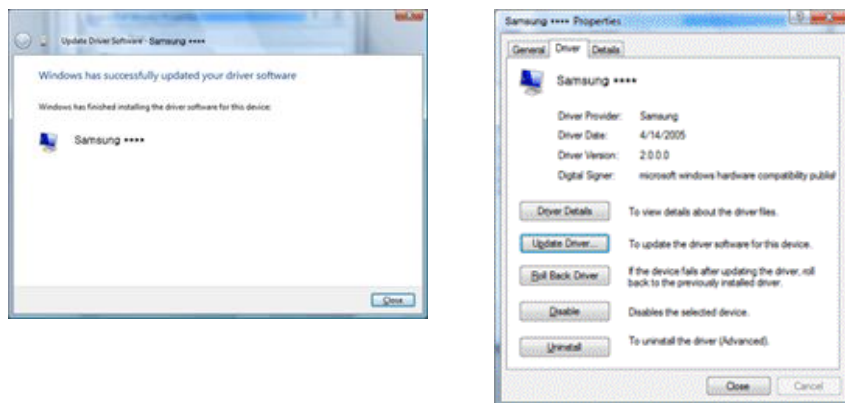 Update Driver Software - Samsung ••••
Windows has successfully updated your driver software
Windows has finished installing the driver software for this device:
Samsung ••••
Close
Samsung •••• Properties
General Driver Details
Samsung ••••
Driver Provider: Samsung
Driver Date: 4/14/2005
Driver Version: 2.0.0.0
Digital Signer: microsoft windows hardware compatibility publisl
Driver Details To view details about the driver files.
Update Driver... To update the driver software for this device.
Roll Back Driver If the device fails after updating the driver, roll
back to the previously installed driver.
Disable Disables the selected device.
Uninstall To uninstall the driver (Advanced).
Close Cancel